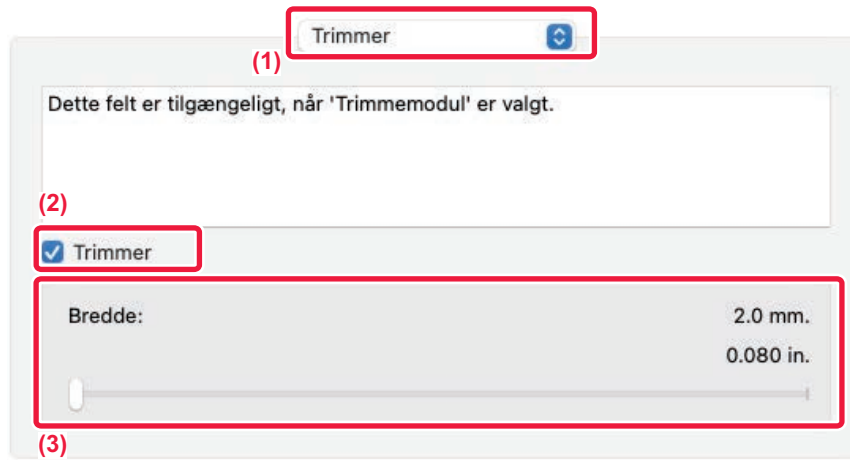 Trimmer
(1)
Dette felt er tilgængeligt, når 'Trimmemodul' er valgt.
(2)
Trimmer
Bredde: 2.0 mm.
0.080 in.
(3)